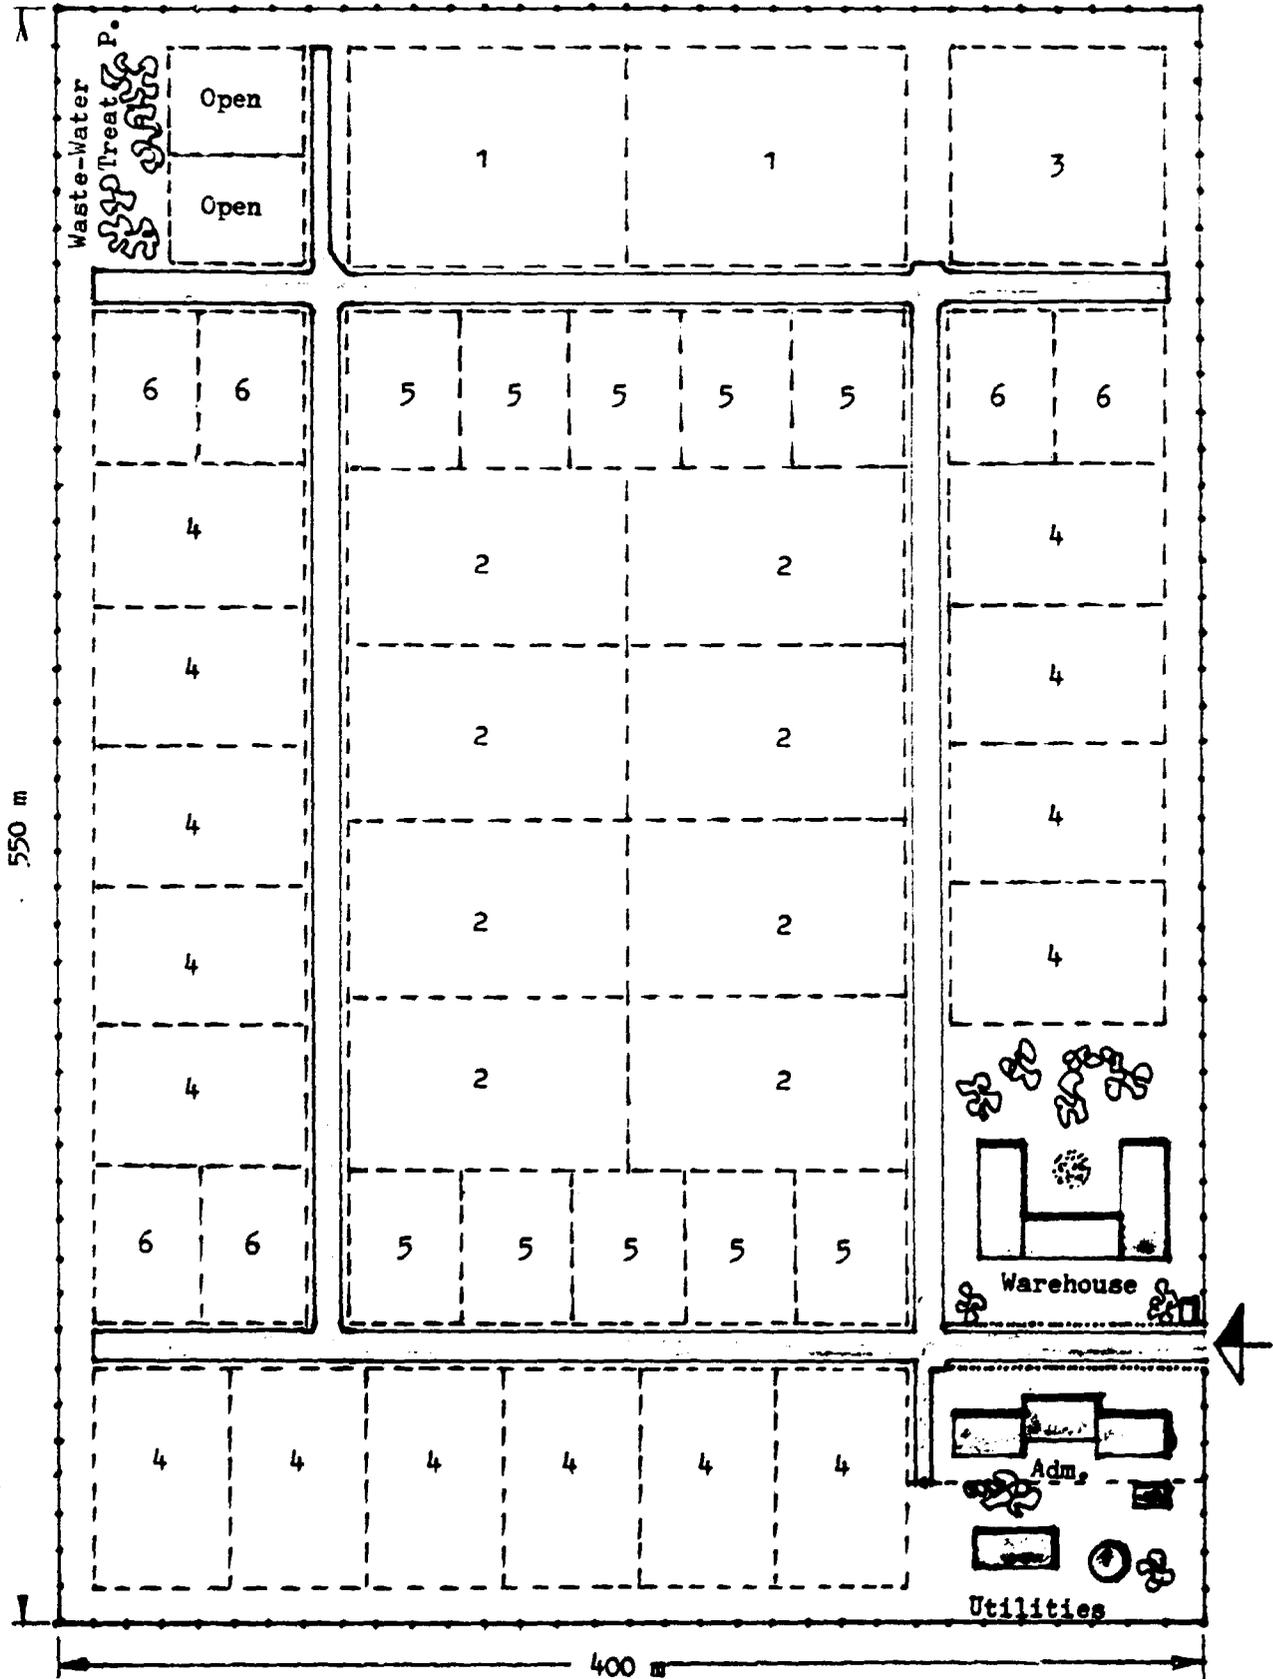 Waste-Water
Treat. P.
Open
Open
1 1 3
6 6 5 5 5 5 5 6 6
4 2 2 4
4 2 2 4
4 2 2 4
4 2 2 4
4
6 6 5 5 5 5 5
Warehouse
4 4 4 4 4 4
Adm.
Utilities
550 m
400 m